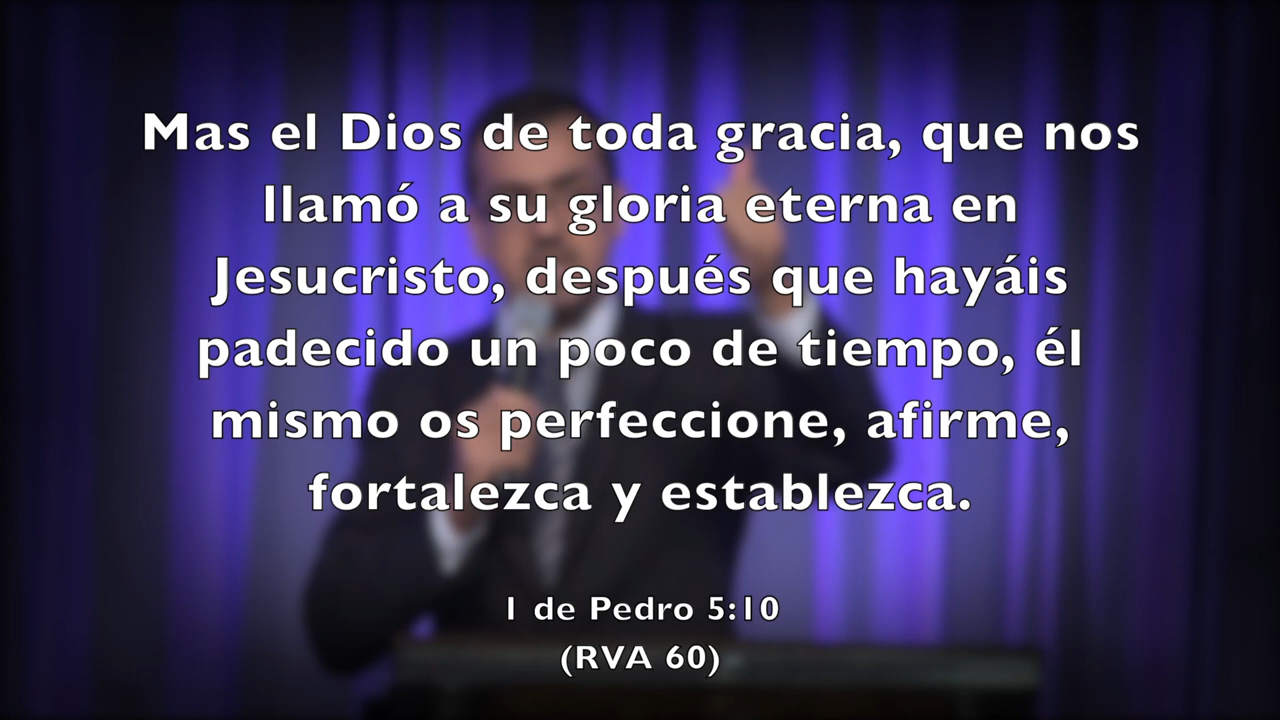 Mas el Dios de toda gracia, que nos
llamó a su gloria eterna en
Jesucristo, después que hayáis
padecido un poco de tiempo, él
mismo os perfeccione, afirme,
fortalezca y establezca.
1 de Pedro 5:10
(RVA 60)